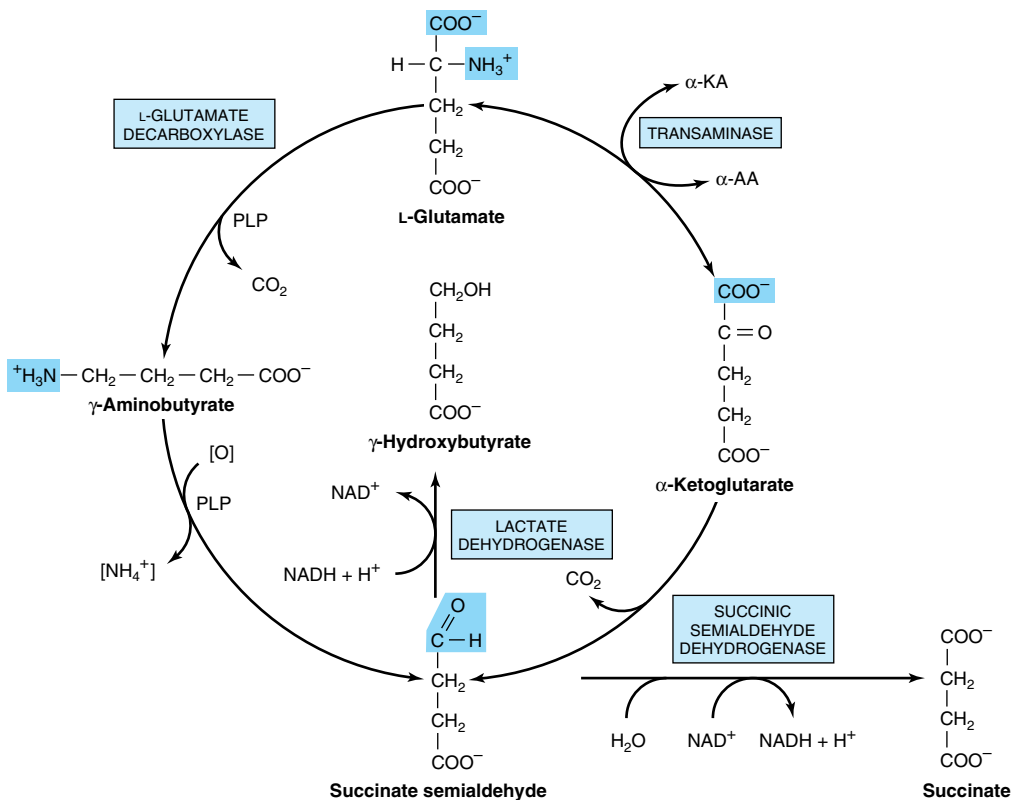 COO⁻
H—C—NH₃⁺
CH₂
CH₂
COO⁻
L-Glutamate
L-GLUTAMATE
DECARBOXYLASE
PLP
CO₂
α-KA
TRANSAMINASE
α-AA
COO⁻
C=O
CH₂
CH₂
COO⁻
α-Ketoglutarate
CH₂OH
CH₂
CH₂
COO⁻
γ-Hydroxybutyrate
⁺H₃N—CH₂—CH₂—CH₂—COO⁻
γ-Aminobutyrate
[O]
PLP
[NH₄⁺]
NAD⁺
NADH + H⁺
LACTATE
DEHYDROGENASE
CO₂
O
C—H
CH₂
CH₂
COO⁻
Succinate semialdehyde
SUCCINIC
SEMIALDEHYDE
DEHYDROGENASE
H₂O
NAD⁺
NADH + H⁺
COO⁻
CH₂
CH₂
COO⁻
Succinate